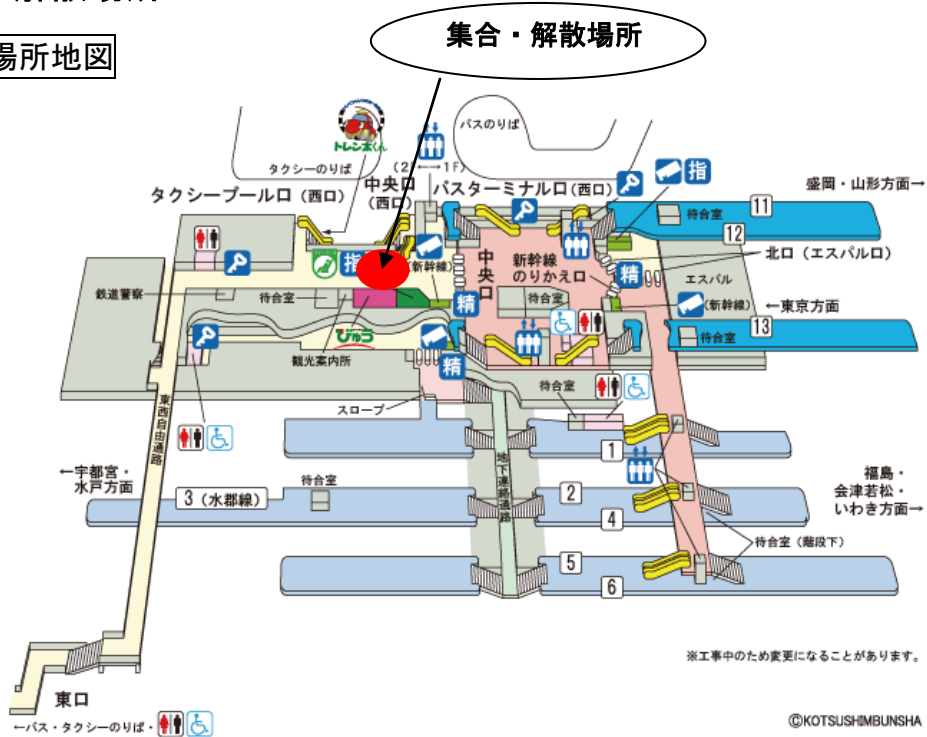 場所地図
集合・解散場所
トレン太くん
バスのりば
タクシーのりば
(2F←→1F)
タクシープール口(西口)
中央口
(西口)
バスターミナル口(西口)
指
盛岡・山形方面→
待合室
11
12
北口(エスパル口)
指
(新幹線)
中央口
新幹線
のりかえ口
精
エスパル
鉄道警察
待合室
精
待合室
(新幹線)
←東京方面
13
待合室
びゅう
観光案内所
精
待合室
スロープ
東西自由通路
地下連絡通路
1
←宇都宮・
水戸方面
待合室
3(水郡線)
2
4
福島・
会津若松・
いわき方面→
待合室(階段下)
5
6
※工事中のため変更になることがあります。
東口
←バス・タクシーのりば・
©KOTSUSHIMBUNSHA